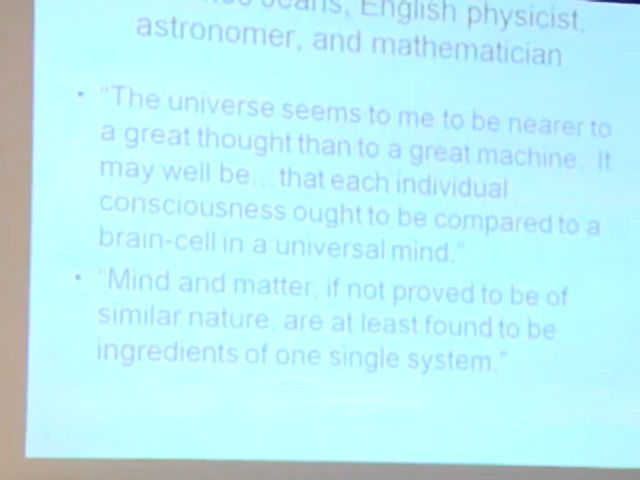 Jeans, English physicist,
astronomer, and mathematician
• “The universe seems to me to be nearer to
a great thought than to a great machine. It
may well be... that each individual
consciousness ought to be compared to a
brain-cell in a universal mind.”
• “Mind and matter, if not proved to be of
similar nature, are at least found to be
ingredients of one single system.”